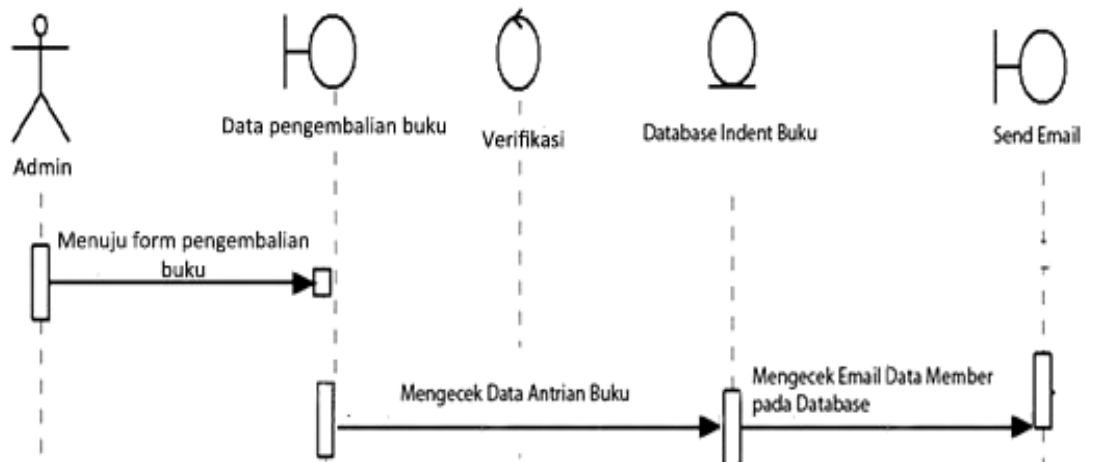 Data pengembalian buku
Verifikasi
Database Indent Buku
Send Email
Admin
Menuju form pengembalian
buku
Mengecek Data Antrian Buku
Mengecek Email Data Member
pada Database